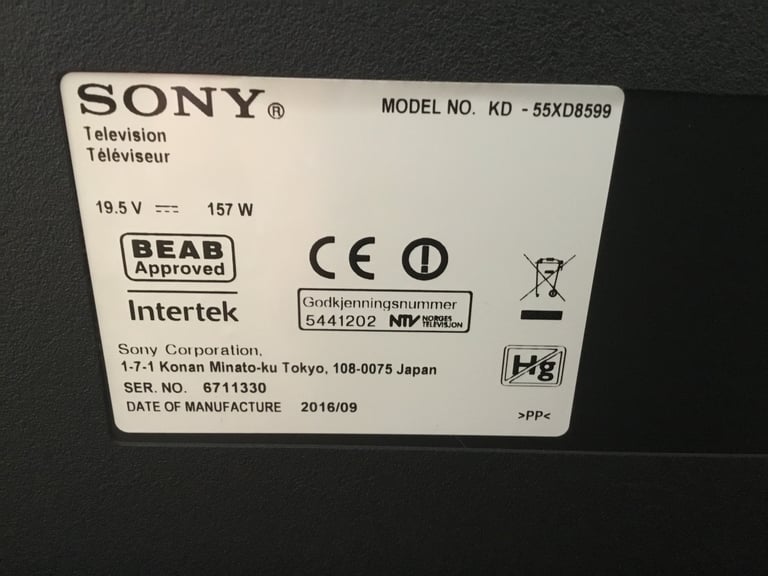 SONY®
MODEL NO. KD - 55XD8599
Television
Téléviseur
19.5 V 157 W
BEAB
Approved
Intertek
CE
Godkjenningsnummer
5441202 NTV NORGES
TELEVISJON
Hg
Sony Corporation,
1-7-1 Konan Minato-ku Tokyo, 108-0075 Japan
SER. NO. 6711330
DATE OF MANUFACTURE 2016/09
>PP<